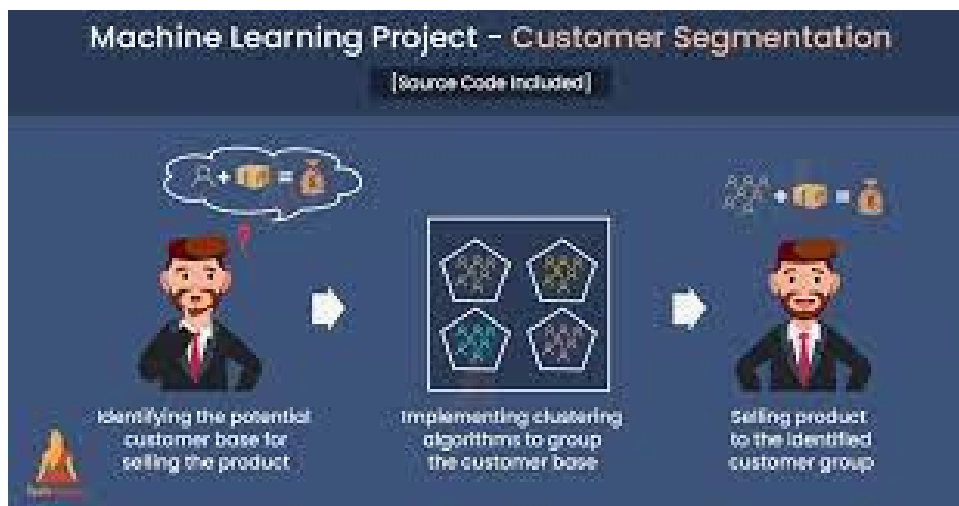 Machine Learning Project - Customer Segmentation
[Source Code Included]
Identifying the potential
customer base for
selling the product
Implementing clustering
algorithms to group
the customer base
Selling product
to the identified
customer group